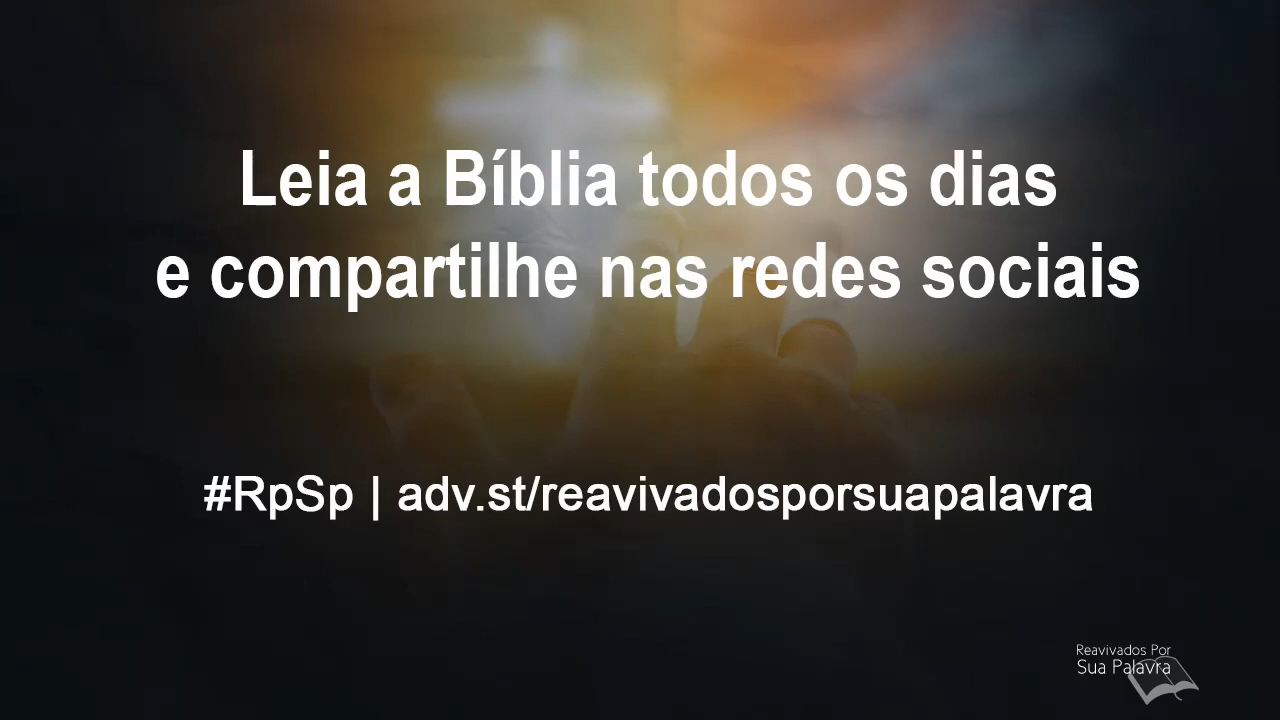 Leia a Bíblia todos os dias
e compartilhe nas redes sociais
#RpSp | adv.st/reavivadosporsuapalavra
Reavivados Por
Sua Palavra